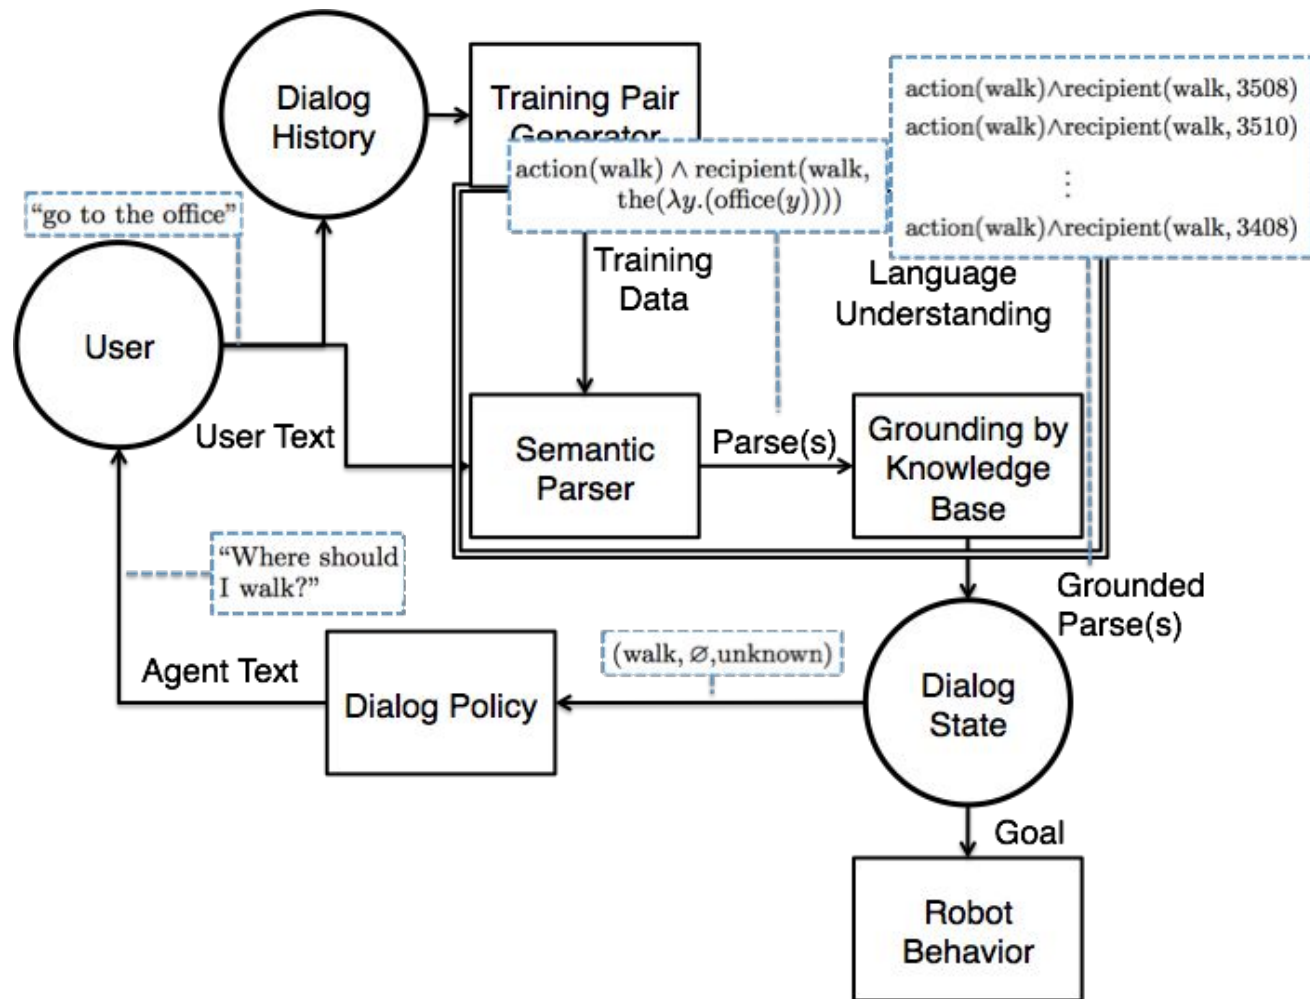 Dialog
History
Training Pair
Generator
action(walk)∧recipient(walk, 3508)
action(walk)∧recipient(walk, 3510)
⋮
action(walk)∧recipient(walk, 3408)
action(walk) ∧ recipient(walk,
the(λy.(office(y))))
“go to the office”
User
Training
Data
Language
Understanding
User Text
Semantic
Parser
Parse(s)
Grounding by
Knowledge
Base
“Where should
I walk?”
Grounded
Parse(s)
Agent Text
Dialog Policy
(walk, ∅,unknown)
Dialog
State
Goal
Robot
Behavior